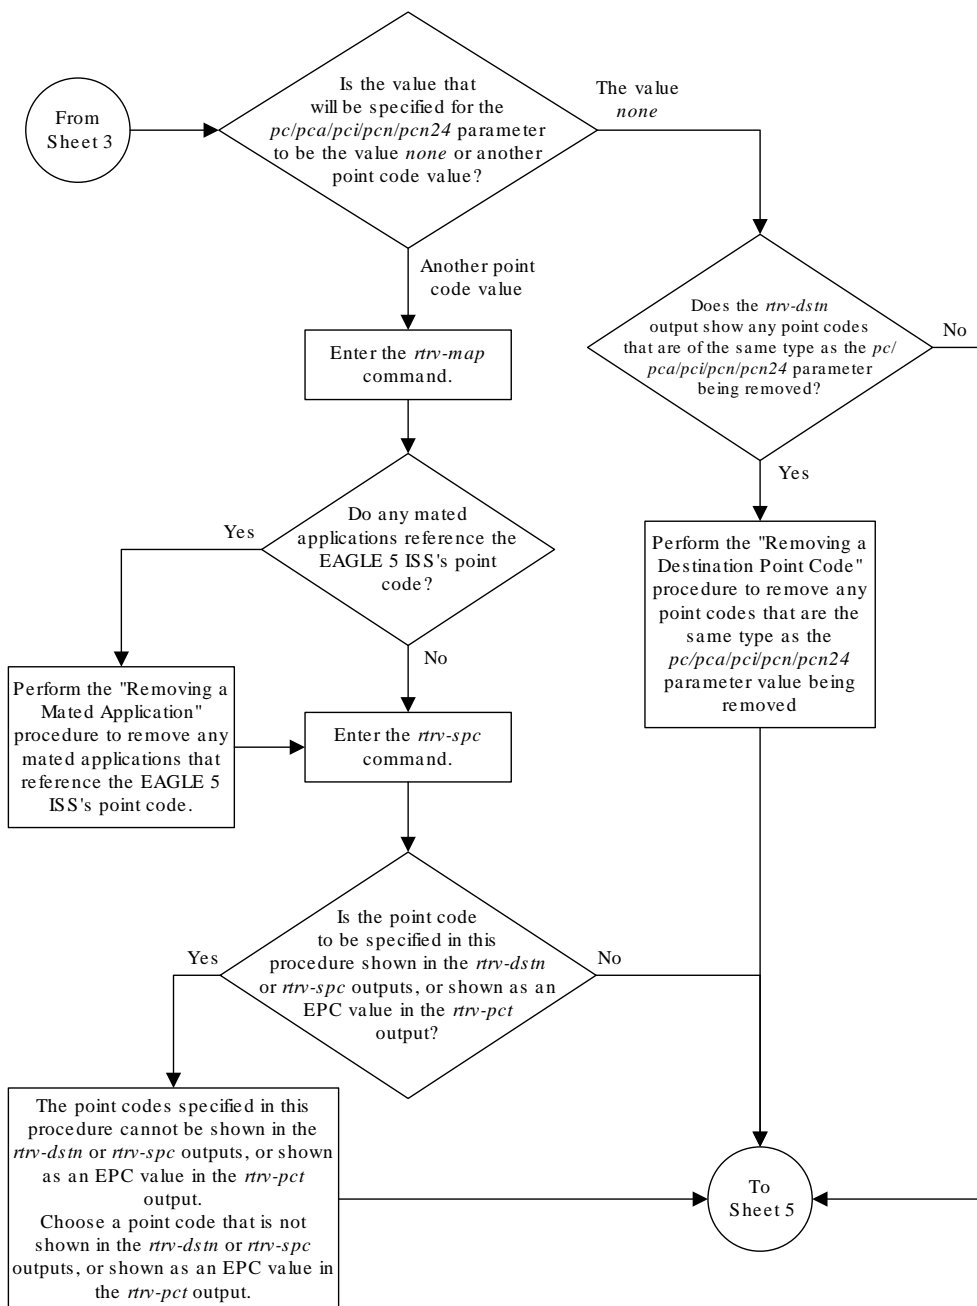 From
Sheet 3
Is the value that
will be specified for the
pc/pca/pci/pcn/pcn24 parameter
to be the value none or another
point code value?
The value
none
Another point
code value
Does the rtrv-dstn
output show any point codes
that are of the same type as the pc/
pca/pci/pcn/pcn24 parameter
being removed?
No
Yes
Enter the rtrv-map
command.
Do any mated
applications reference the
EAGLE 5 ISS's point
code?
Yes
No
Perform the "Removing a
Destination Point Code"
procedure to remove any
point codes that are the
same type as the
pc/pca/pci/pcn/pcn24
parameter value being
removed
Perform the "Removing a
Mated Application"
procedure to remove any
mated applications that
reference the EAGLE 5
ISS's point code.
Enter the rtrv-spc
command.
Is the point code
to be specified in this
procedure shown in the rtrv-dstn
or rtrv-spc outputs, or shown as an
EPC value in the rtrv-pct
output?
Yes
No
The point codes specified in this
procedure cannot be shown in the
rtrv-dstn or rtrv-spc outputs, or shown
as an EPC value in the rtrv-pct
output.
Choose a point code that is not
shown in the rtrv-dstn or rtrv-spc
outputs, or shown as an EPC value in
the rtrv-pct output.
To
Sheet 5